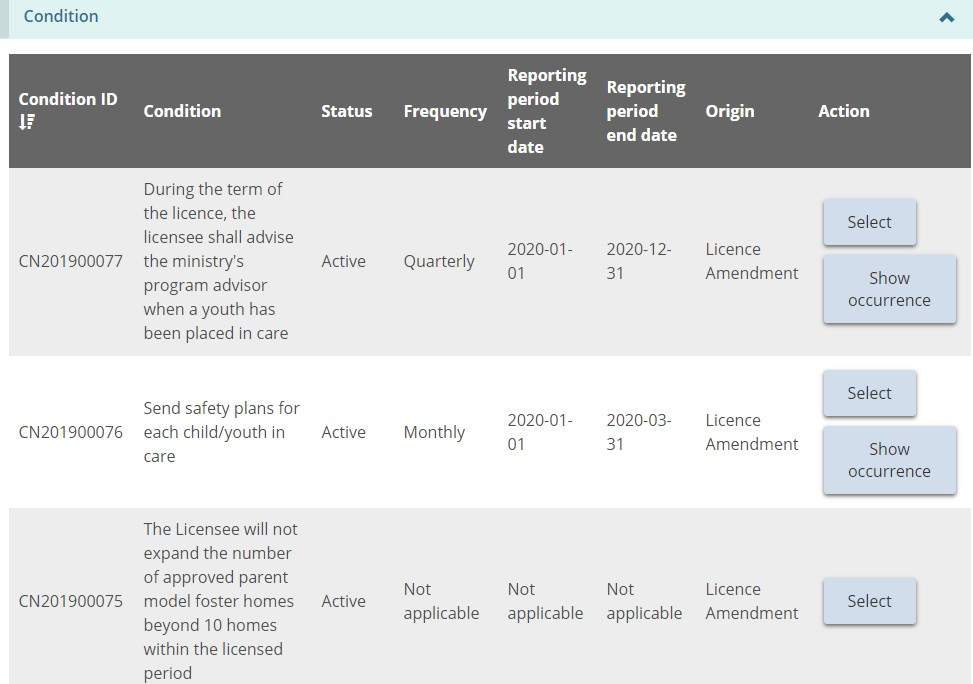 Condition
Condition ID
Condition
Status
Frequency
Reporting
period
start
date
Reporting
period
end date
Origin
Action
CN201900077
During the term of
the licence, the
licensee shall advise
the ministry's
program advisor
when a youth has
been placed in care
Active
Quarterly
2020-01-
01
2020-12-
31
Licence
Amendment
Select
Show
occurrence
CN201900076
Send safety plans for
each child/youth in
care
Active
Monthly
2020-01-
01
2020-03-
31
Licence
Amendment
Select
Show
occurrence
CN201900075
The Licensee will not
expand the number
of approved parent
model foster homes
beyond 10 homes
within the licensed
period
Active
Not
applicable
Not
applicable
Not
applicable
Licence
Amendment
Select